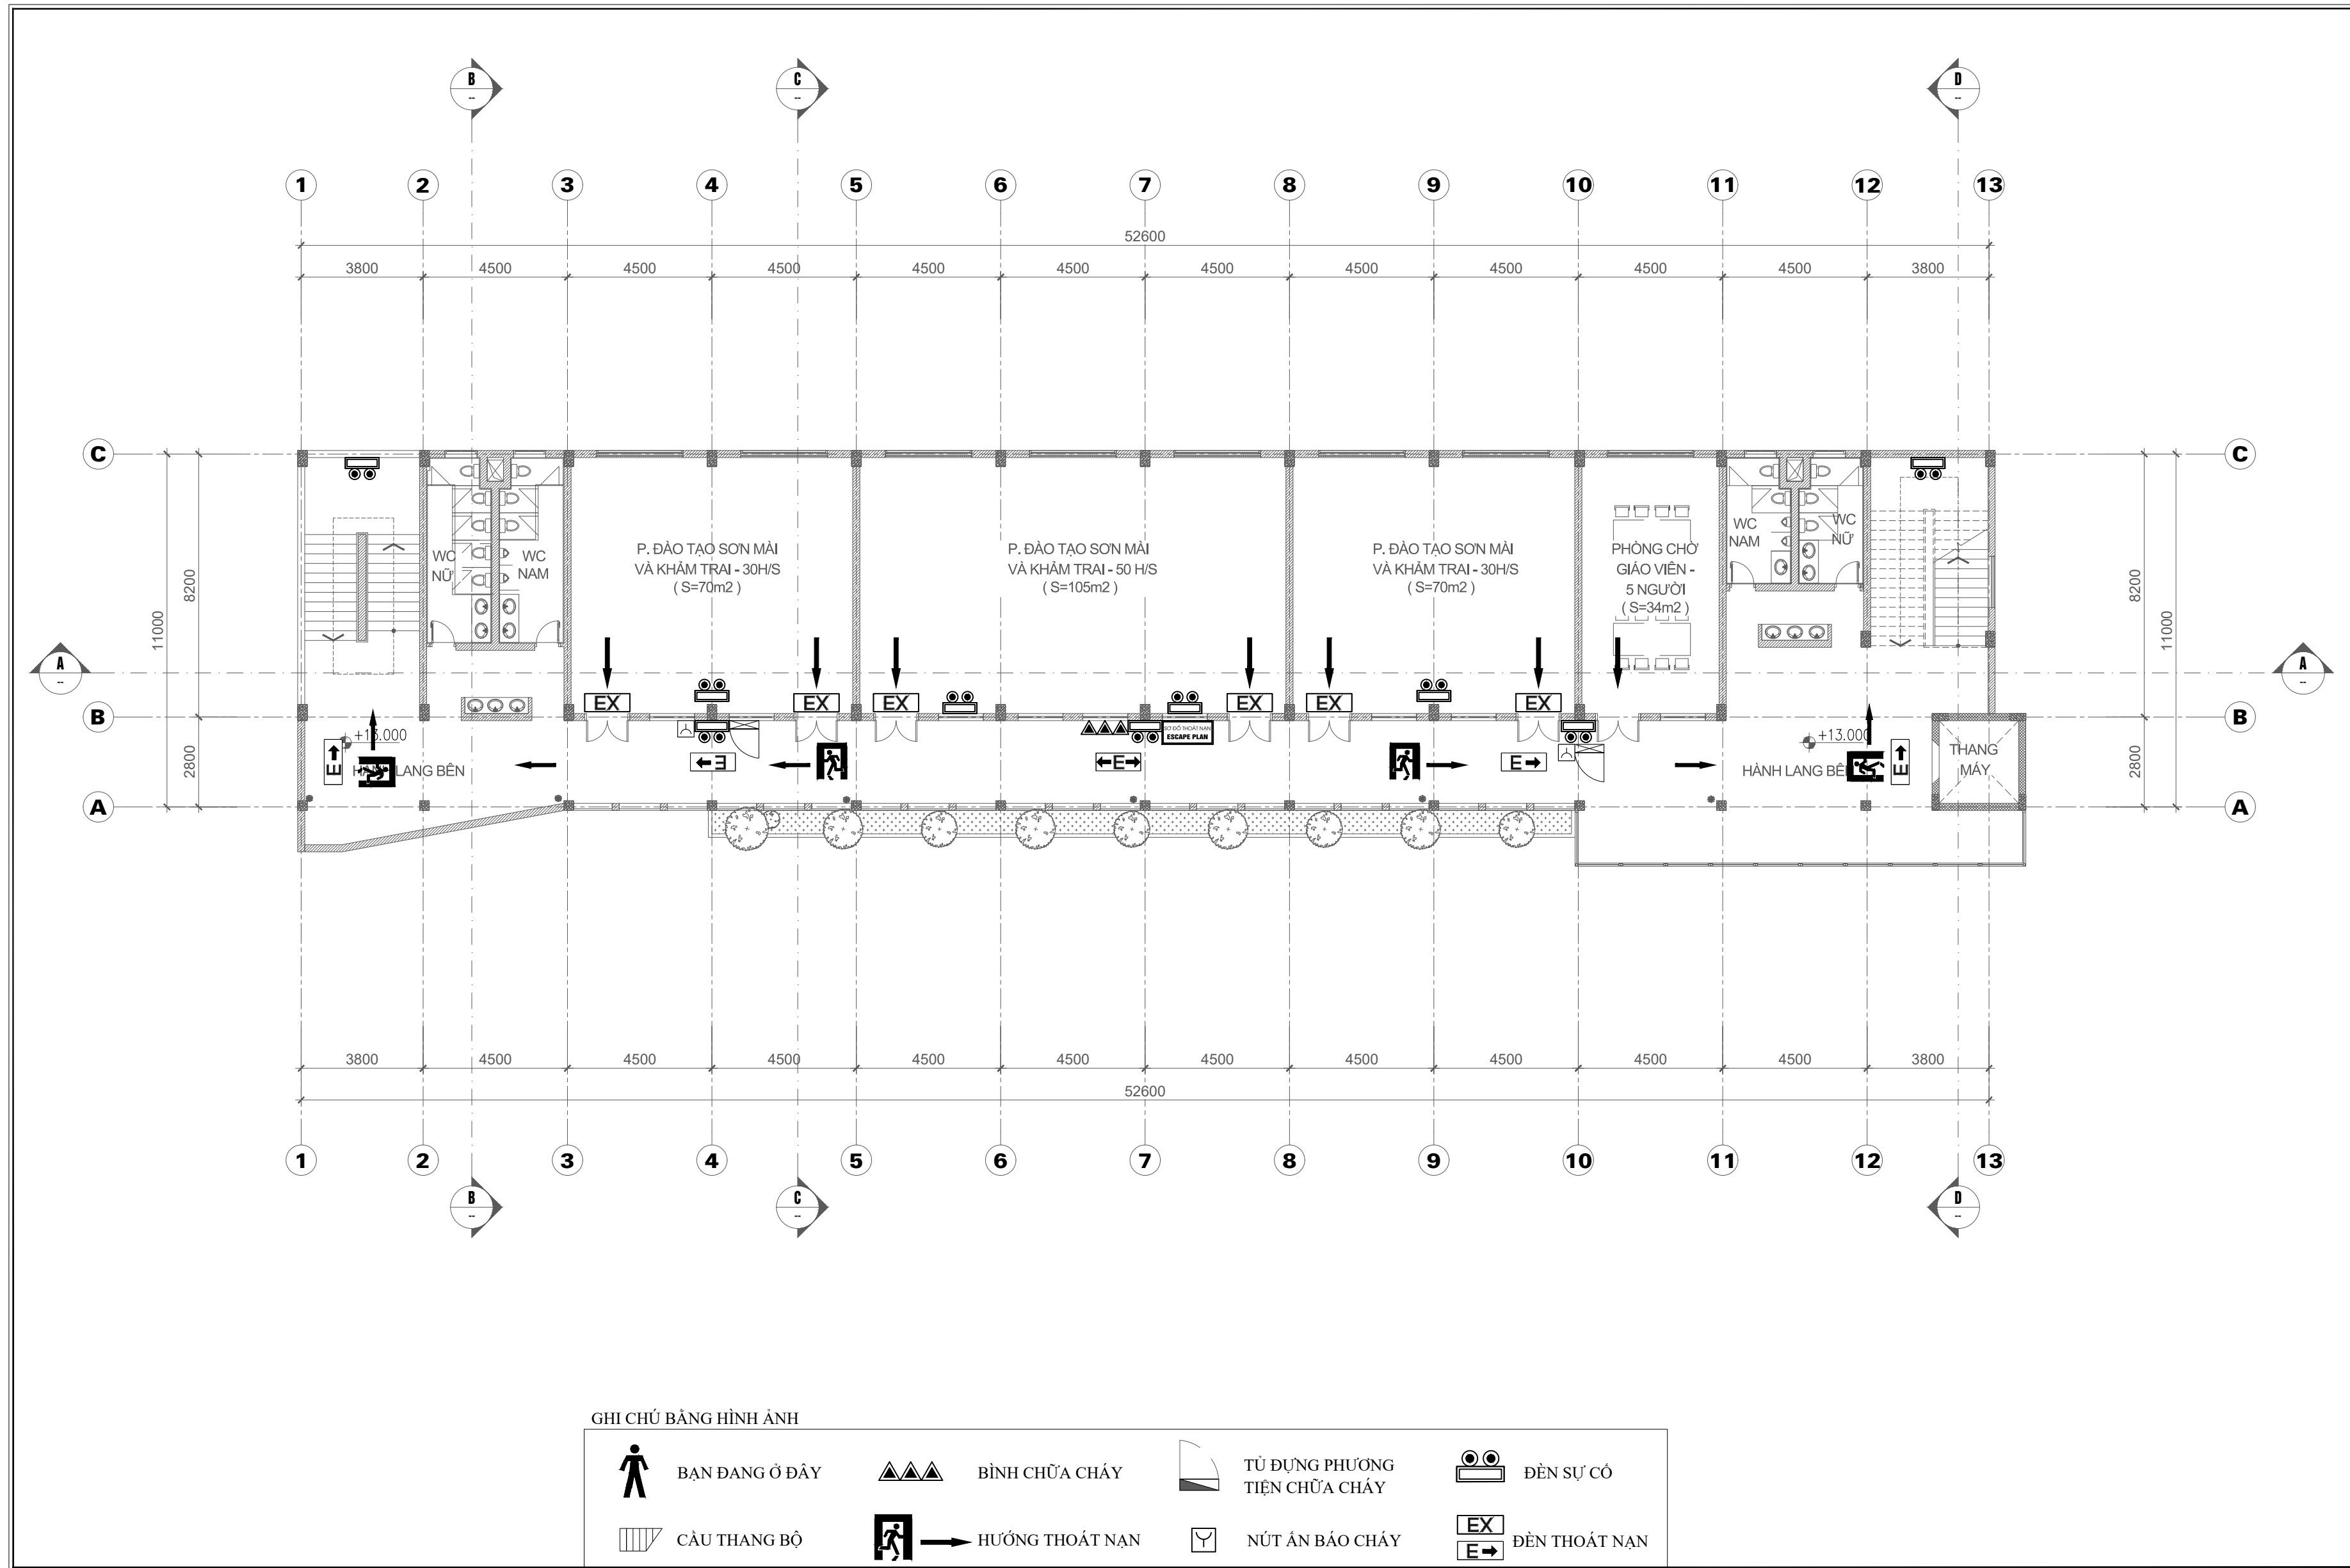 B
--
C
--
D
--
1 2 3 4 5 6 7 8 9 10 11 12 13
52600
3800 4500 4500 4500 4500 4500 4500 4500 4500 4500 4500 3800
C C
WC
NỮ
WC
NAM
P. ĐÀO TẠO SƠN MÀI
VÀ KHẢM TRAI - 30H/S
( S=70m2 )
P. ĐÀO TẠO SƠN MÀI
VÀ KHẢM TRAI - 50 H/S
( S=105m2 )
P. ĐÀO TẠO SƠN MÀI
VÀ KHẢM TRAI - 30H/S
( S=70m2 )
PHÒNG CHỜ
GIÁO VIÊN -
5 NGƯỜI
( S=34m2 )
WC
NAM
WC
NỮ
8200
11000
2800
8200
11000
2800
A
--
A
--
EX EX EX EX EX EX
B B
SƠ ĐỒ THOÁT NẠN
ESCAPE PLAN
+13.000
HÀNH LANG BÊN
E
E
E
E
+13.000
HÀNH LANG BÊN
E
THANG
MÁY
A A
3800 4500 4500 4500 4500 4500 4500 4500 4500 4500 4500 3800
52600
1 2 3 4 5 6 7 8 9 10 11 12 13
B
--
C
--
D
--
GHI CHÚ BẰNG HÌNH ẢNH
BẠN ĐANG Ở ĐÂY
BÌNH CHỮA CHÁY
TỦ ĐỰNG PHƯƠNG
TIỆN CHỮA CHÁY
ĐÈN SỰ CỐ
CẦU THANG BỘ
HƯỚNG THOÁT NẠN
NÚT ẤN BÁO CHÁY
EX
E
ĐÈN THOÁT NẠN